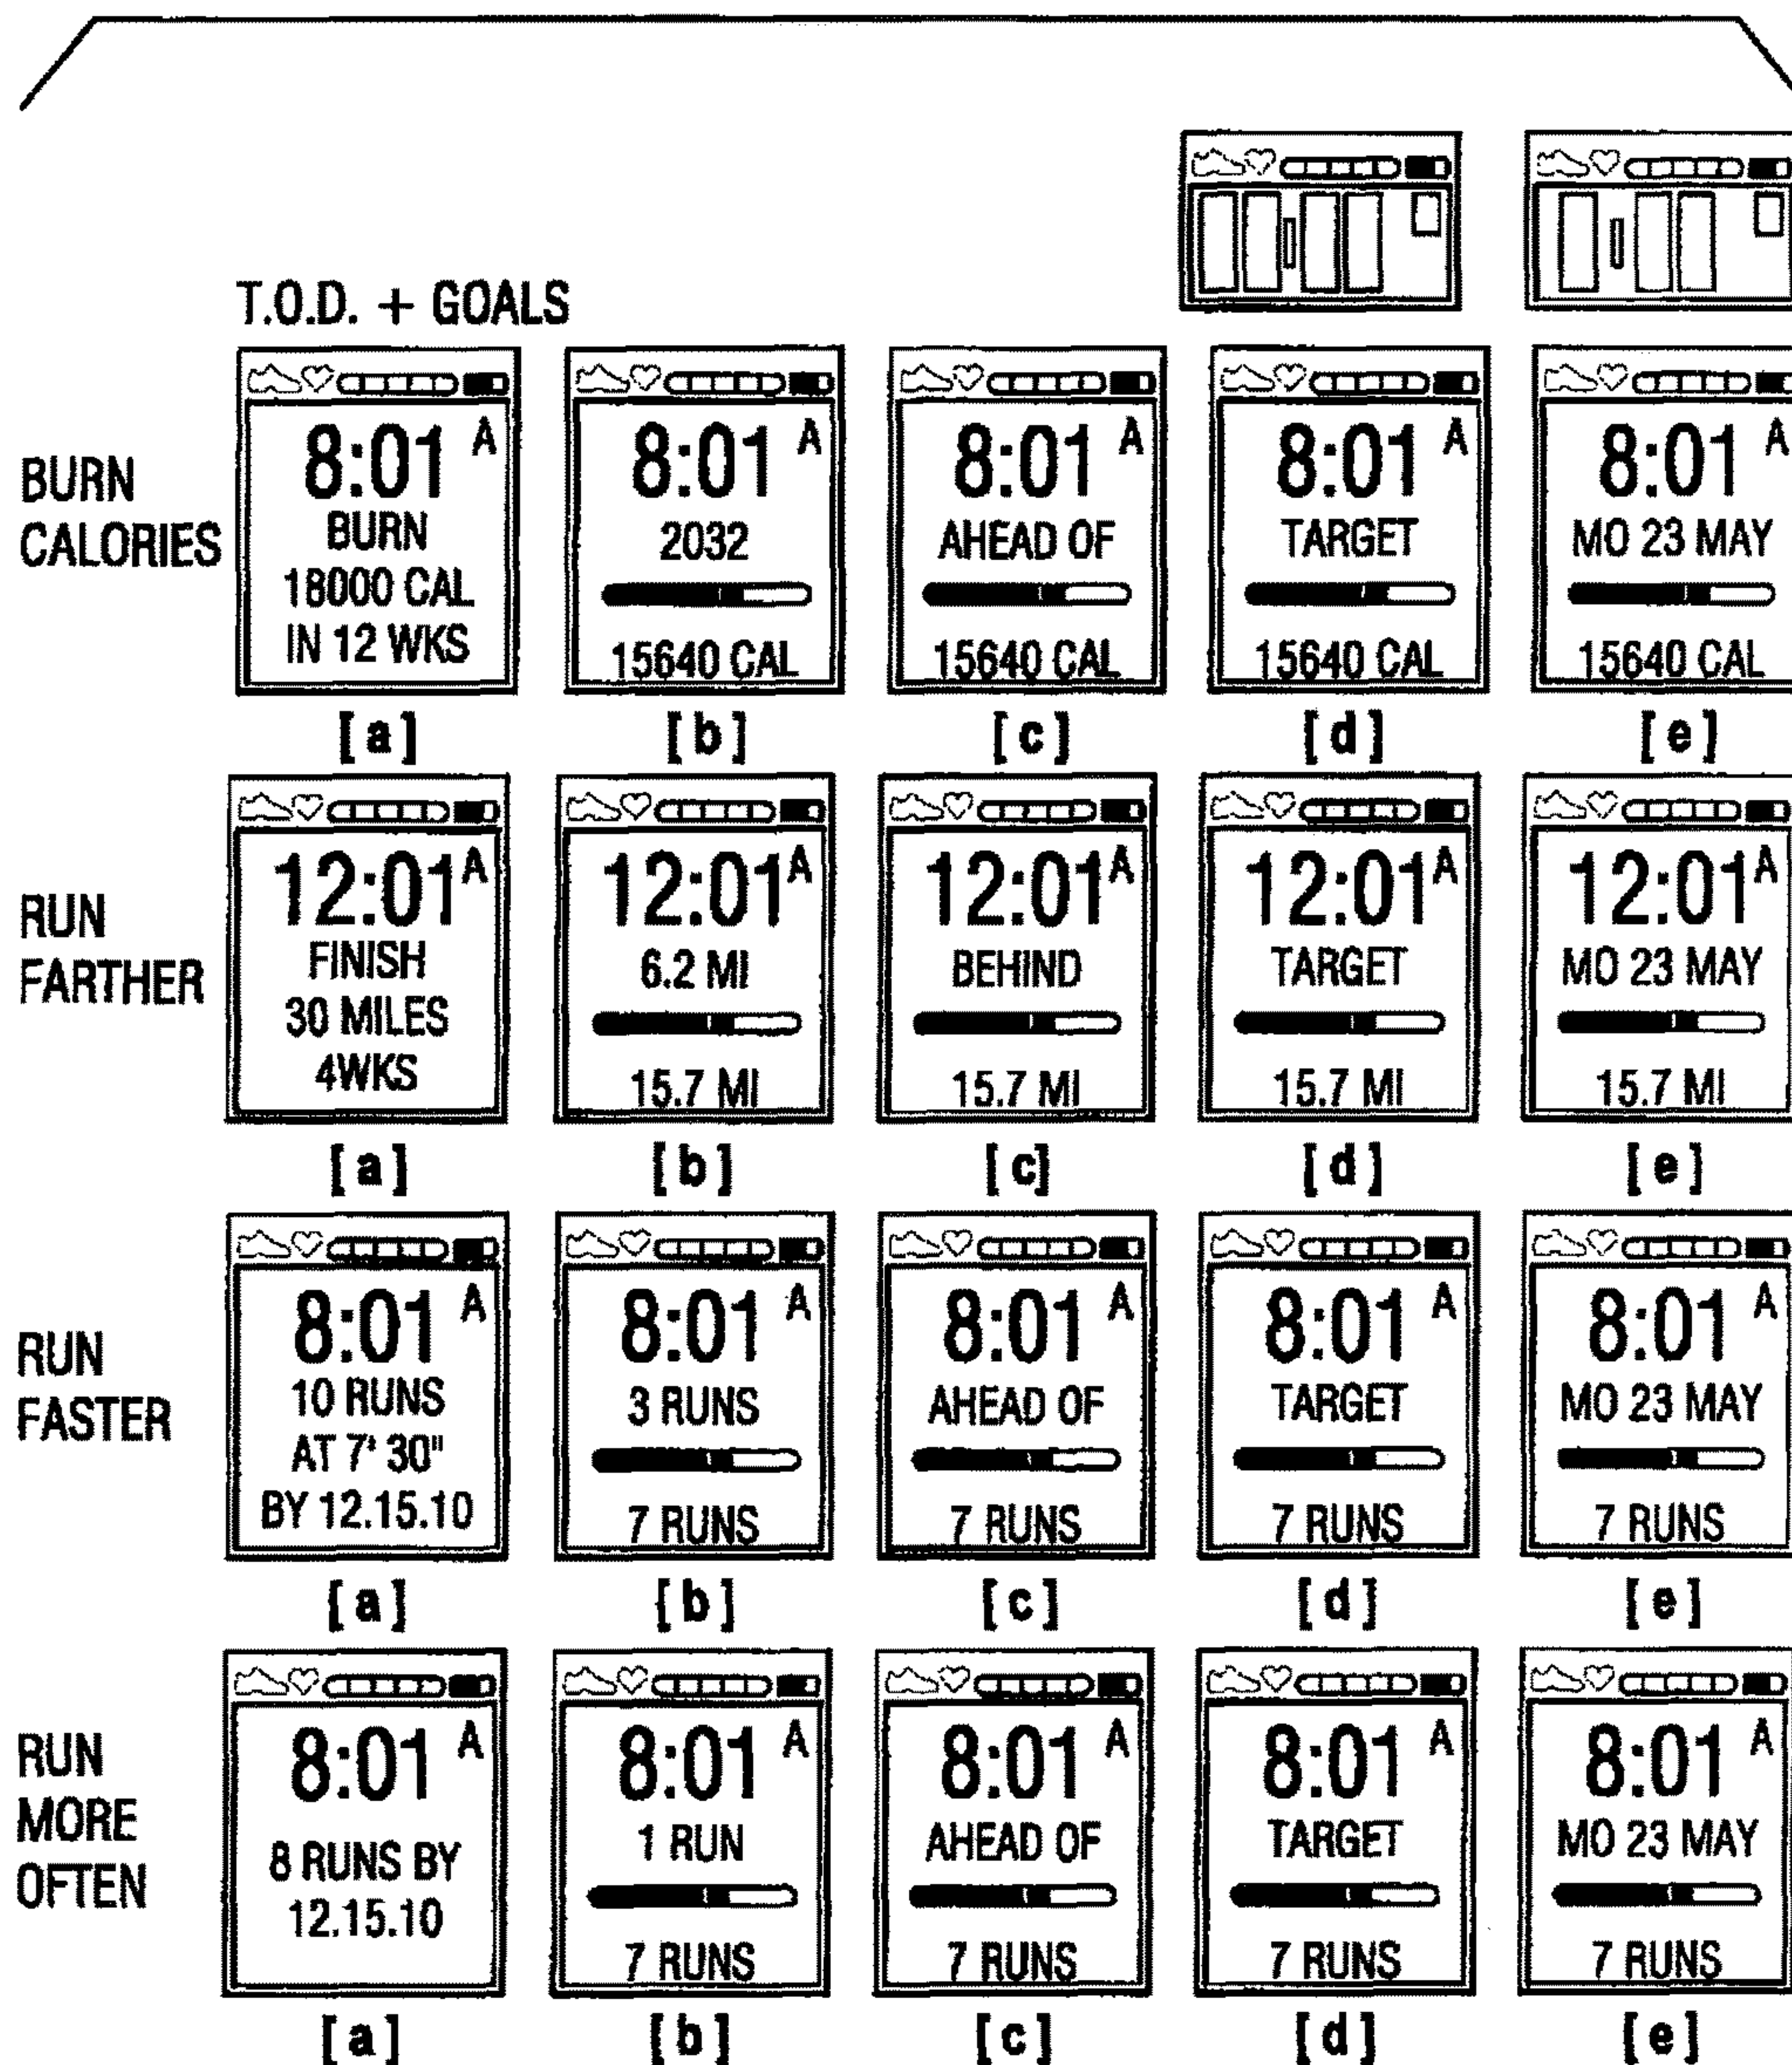 T.O.D. + GOALS
BURN
CALORIES
8:01 A
BURN
18000 CAL
IN 12 WKS
[a]
8:01 A
2032
15640 CAL
[b]
8:01 A
AHEAD OF
15640 CAL
[c]
8:01 A
TARGET
15640 CAL
[d]
8:01 A
MO 23 MAY
15640 CAL
[e]
RUN
FARTHER
12:01 A
FINISH
30 MILES
4WKS
[a]
12:01 A
6.2 MI
15.7 MI
[b]
12:01 A
BEHIND
15.7 MI
[c]
12:01 A
TARGET
15.7 MI
[d]
12:01 A
MO 23 MAY
15.7 MI
[e]
RUN
FASTER
8:01 A
10 RUNS
AT 7' 30"
BY 12.15.10
[a]
8:01 A
3 RUNS
7 RUNS
[b]
8:01 A
AHEAD OF
7 RUNS
[c]
8:01 A
TARGET
7 RUNS
[d]
8:01 A
MO 23 MAY
7 RUNS
[e]
RUN
MORE
OFTEN
8:01 A
8 RUNS BY
12.15.10
[a]
8:01 A
1 RUN
7 RUNS
[b]
8:01 A
AHEAD OF
7 RUNS
[c]
8:01 A
TARGET
7 RUNS
[d]
8:01 A
MO 23 MAY
7 RUNS
[e]